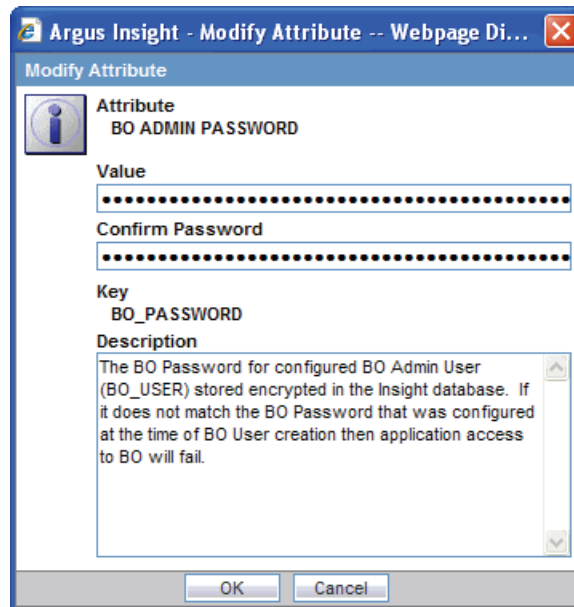 Argus Insight - Modify Attribute -- Webpage Di...
Modify Attribute
Attribute
BO ADMIN PASSWORD
Value
Confirm Password
Key
BO_PASSWORD
Description
The BO Password for configured BO Admin User
(BO_USER) stored encrypted in the Insight database. If
it does not match the BO Password that was configured
at the time of BO User creation then application access
to BO will fail.
OK Cancel